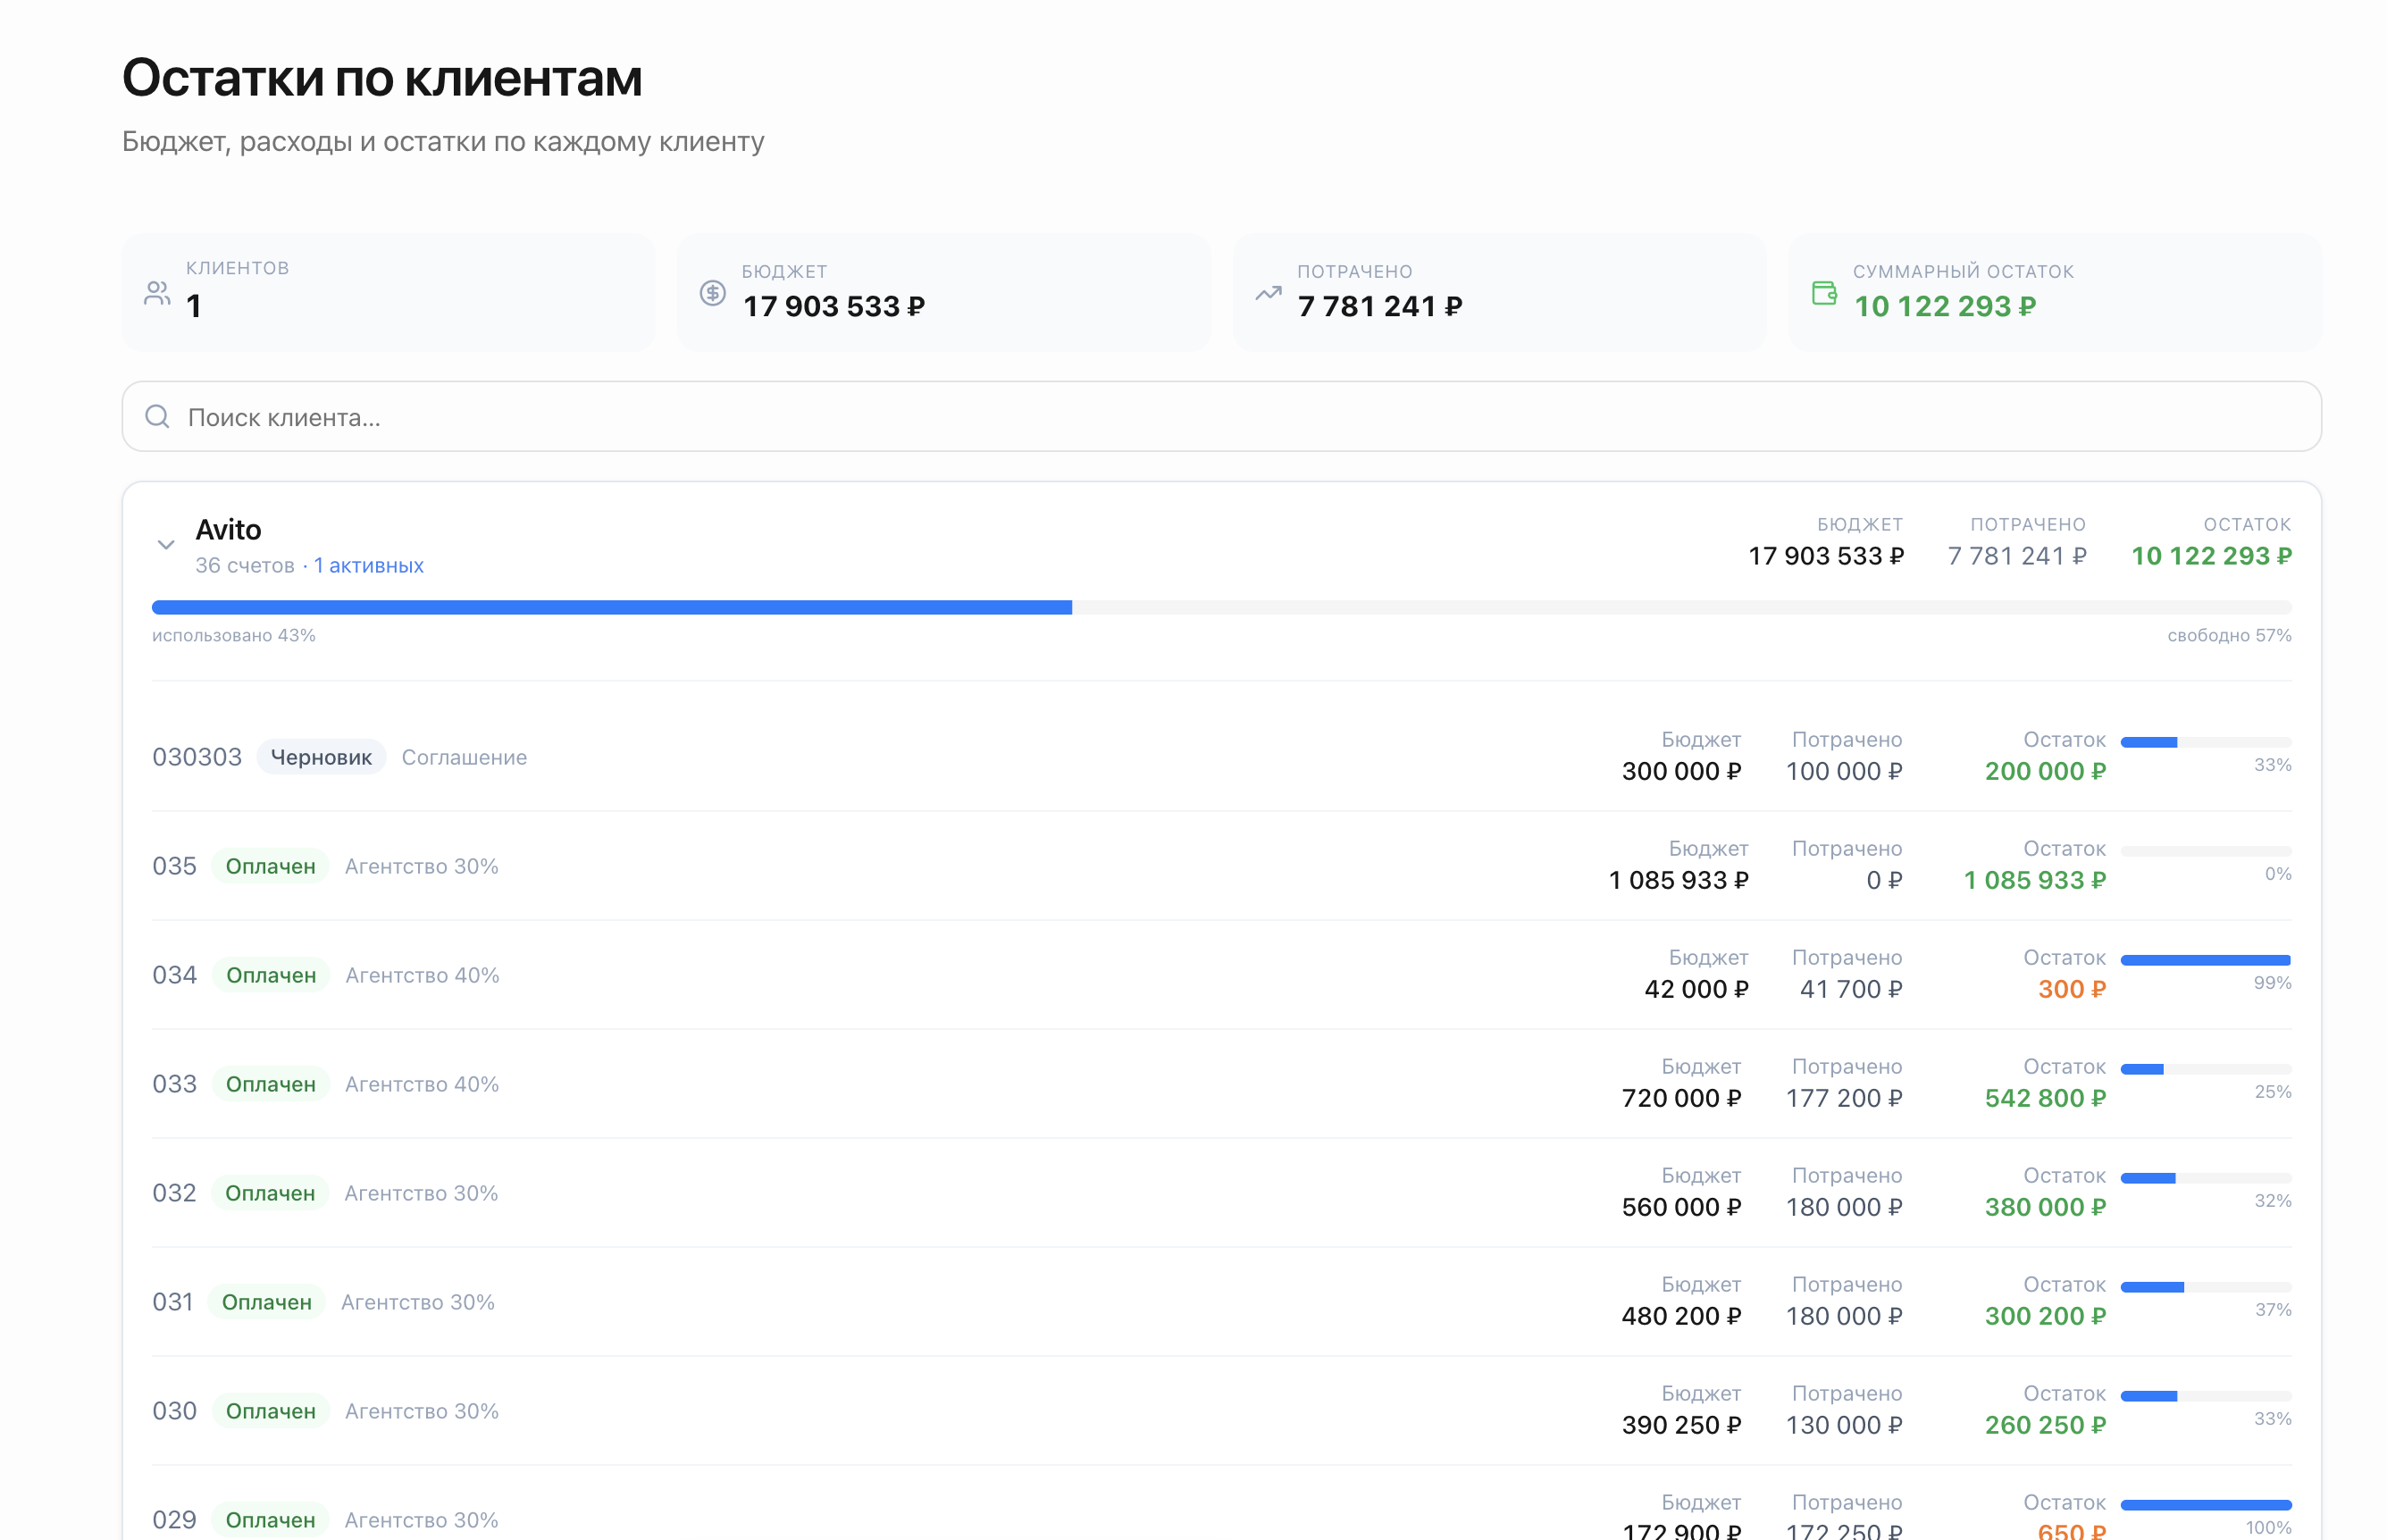 Остатки по клиентам
Бюджет, расходы и остатки по каждому клиенту
КЛИЕНТОВ
1
БЮДЖЕТ
17 903 533 ₽
ПОТРАЧЕНО
7 781 241 ₽
СУММАРНЫЙ ОСТАТОК
10 122 293 ₽
Поиск клиента...
Avito
36 счетов · 1 активных
БЮДЖЕТ ПОТРАЧЕНО ОСТАТОК
17 903 533 ₽ 7 781 241 ₽ 10 122 293 ₽
использовано 43% свободно 57%
030303 Черновик Соглашение
Бюджет Потрачено Остаток
300 000 ₽ 100 000 ₽ 200 000 ₽ 33%
035 Оплачен Агентство 30%
Бюджет Потрачено Остаток
1 085 933 ₽ 0 ₽ 1 085 933 ₽ 0%
034 Оплачен Агентство 40%
Бюджет Потрачено Остаток
42 000 ₽ 41 700 ₽ 300 ₽ 99%
033 Оплачен Агентство 40%
Бюджет Потрачено Остаток
720 000 ₽ 177 200 ₽ 542 800 ₽ 25%
032 Оплачен Агентство 30%
Бюджет Потрачено Остаток
560 000 ₽ 180 000 ₽ 380 000 ₽ 32%
031 Оплачен Агентство 30%
Бюджет Потрачено Остаток
480 200 ₽ 180 000 ₽ 300 200 ₽ 37%
030 Оплачен Агентство 30%
Бюджет Потрачено Остаток
390 250 ₽ 130 000 ₽ 260 250 ₽ 33%
029 Оплачен Агентство 30%
Бюджет Потрачено Остаток
172 900 ₽ 172 250 ₽ 650 ₽ 100%